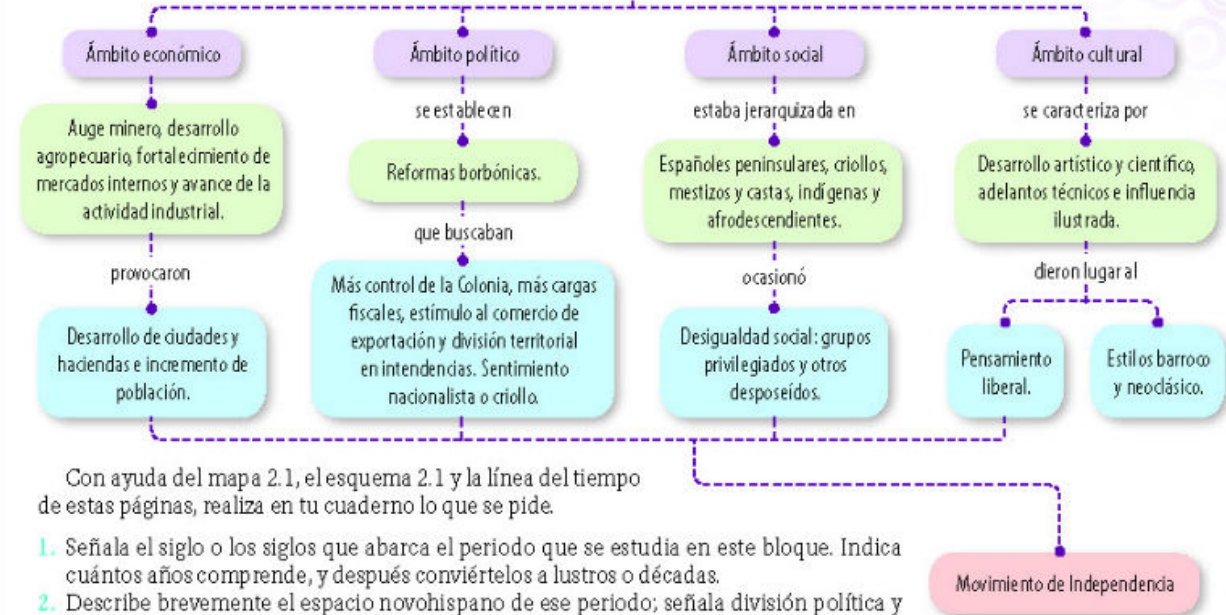 Ámbito económico
Ámbito político
Ámbito social
Ámbito cultural
se establecen
estaba jerarquizada en
se caracteriza por
Auge minero, desarrollo
agropecuario, fortalecimiento de
mercados internos y avance de la
actividad industrial.
Reformas borbónicas.
Españoles peninsulares, criollos,
mestizos y castas, indígenas y
afrodescendientes.
Desarrollo artístico y científico,
adelantos técnicos e influencia
ilustrada.
provocaron
que buscaban
ocasionó
dieron lugar al
Desarrollo de ciudades y
haciendas e incremento de
población.
Más control de la Colonia, más cargas
fiscales, estímulo al comercio de
exportación y división territorial
en intendencias. Sentimiento
nacionalista o criollo.
Desigualdad social: grupos
privilegiados y otros
desposeídos.
Pensamiento
liberal.
Estilos barroco
y neoclásico.
Con ayuda del mapa 2.1, el esquema 2.1 y la línea del tiempo
de estas páginas, realiza en tu cuaderno lo que se pide.
1. Señala el siglo o los siglos que abarca el periodo que se estudia en este bloque. Indica
cuántos años comprende, y después conviértelos a lustros o décadas.
2. Describe brevemente el espacio novohispano de ese periodo; señala división política y
Movimiento de Independencia